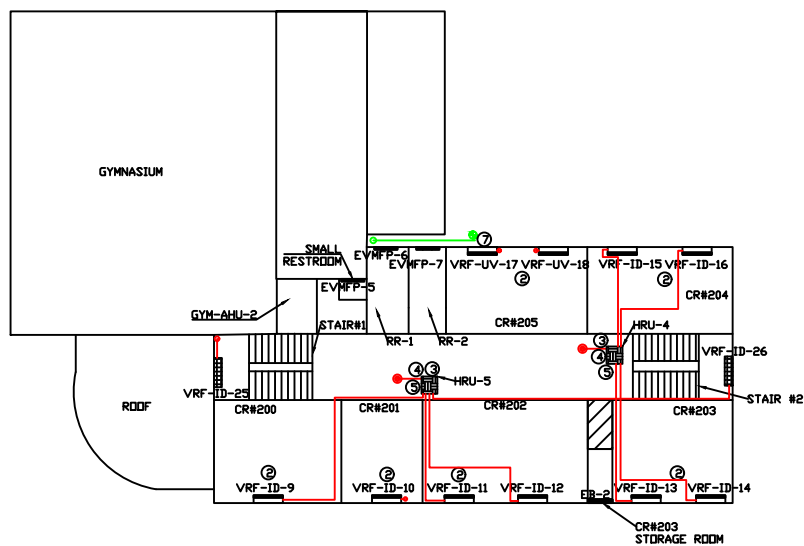 GYMNASIUM
SMALL
RESTROOM
EVMFP-6
7
EVMFP-7
VRF-UV-17
VRF-UV-18
VRF-ID-15
VRF-ID-16
2
2
EVMFP-5
CR#204
GYM-AHU-2
STAIR#1
CR#205
HRU-4
RR-1
RR-2
3
4
5
VRF-ID-26
4
3
HRU-5
5
VRF-ID-25
STAIR #2
ROOF
CR#200
CR#201
CR#202
CR#203
2
2
2
2
VRF-ID-9
VRF-ID-10
VRF-ID-11
VRF-ID-12
EB-2
VRF-ID-13
VRF-ID-14
CR#203
STORAGE ROOM